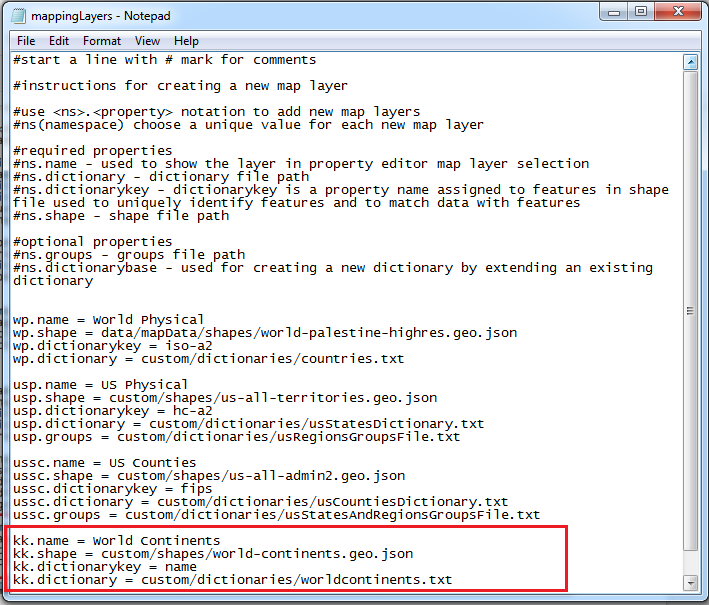 mappingLayers - Notepad
File Edit Format View Help
#start a line with # mark for comments
#instructions for creating a new map layer
#use <ns>.<property> notation to add new map layers
#ns(namespace) choose a unique value for each new map layer
#required properties
#ns.name - used to show the layer in property editor map layer selection
#ns.dictionary - dictionary file path
#ns.dictionarykey - dictionarykey is a property name assigned to features in shape
file used to uniquely identify features and to match data with features
#ns.shape - shape file path
#optional properties
#ns.groups - groups file path
#ns.dictionarybase - used for creating a new dictionary by extending an existing
dictionary
wp.name = World Physical
wp.shape = data/mapData/shapes/world-palestine-highres.geo.json
wp.dictionarykey = iso-a2
wp.dictionary = custom/dictionaries/countries.txt
usp.name = US Physical
usp.shape = custom/shapes/us-all-territories.geo.json
usp.dictionarykey = hc-a2
usp.dictionary = custom/dictionaries/usStatesDictionary.txt
usp.groups = custom/dictionaries/usRegionsGroupsFile.txt
ussc.name = US Counties
ussc.shape = custom/shapes/us-all-admin2.geo.json
ussc.dictionarykey = fips
ussc.dictionary = custom/dictionaries/usCountiesDictionary.txt
ussc.groups = custom/dictionaries/usStatesAndRegionsGroupsFile.txt
kk.name = World Continents
kk.shape = custom/shapes/world-continents.geo.json
kk.dictionarykey = name
kk.dictionary = custom/dictionaries/worldcontinents.txt